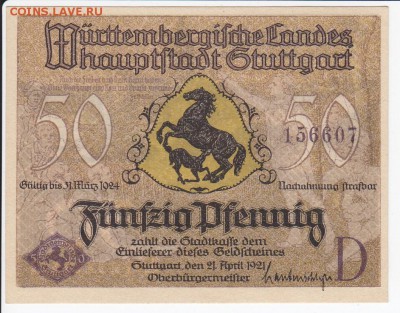 COINS.LAVE.RU
Württembergische Landes
hauptstadt Stuttgart
50 50
156607
Gültig bis 31. März 1924 Nachahmung strafbar
Fünfzig Pfennig
zahlt die Stadtkasse dem
Einlieferer dieses Geldscheines
Stuttgart den 21. April 1921
Oberbürgermeister
D